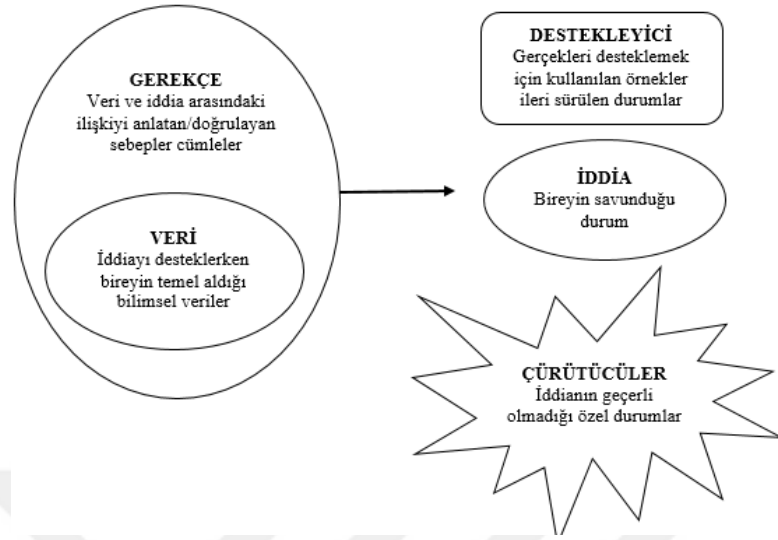 GEREKÇE
Veri ve iddia arasındaki
ilişkiyi anlatan/doğrulayan
sebepler cümleler
VERİ
İddiayı desteklerken
bireyin temel aldığı
bilimsel veriler
DESTEKLEYİCİ
Gerçekleri desteklemek
için kullanılan örnekler
ileri sürülen durumlar
İDDİA
Bireyin savunduğu
durum
ÇÜRÜTÜCÜLER
İddianın geçerli
olmadığı özel durumlar